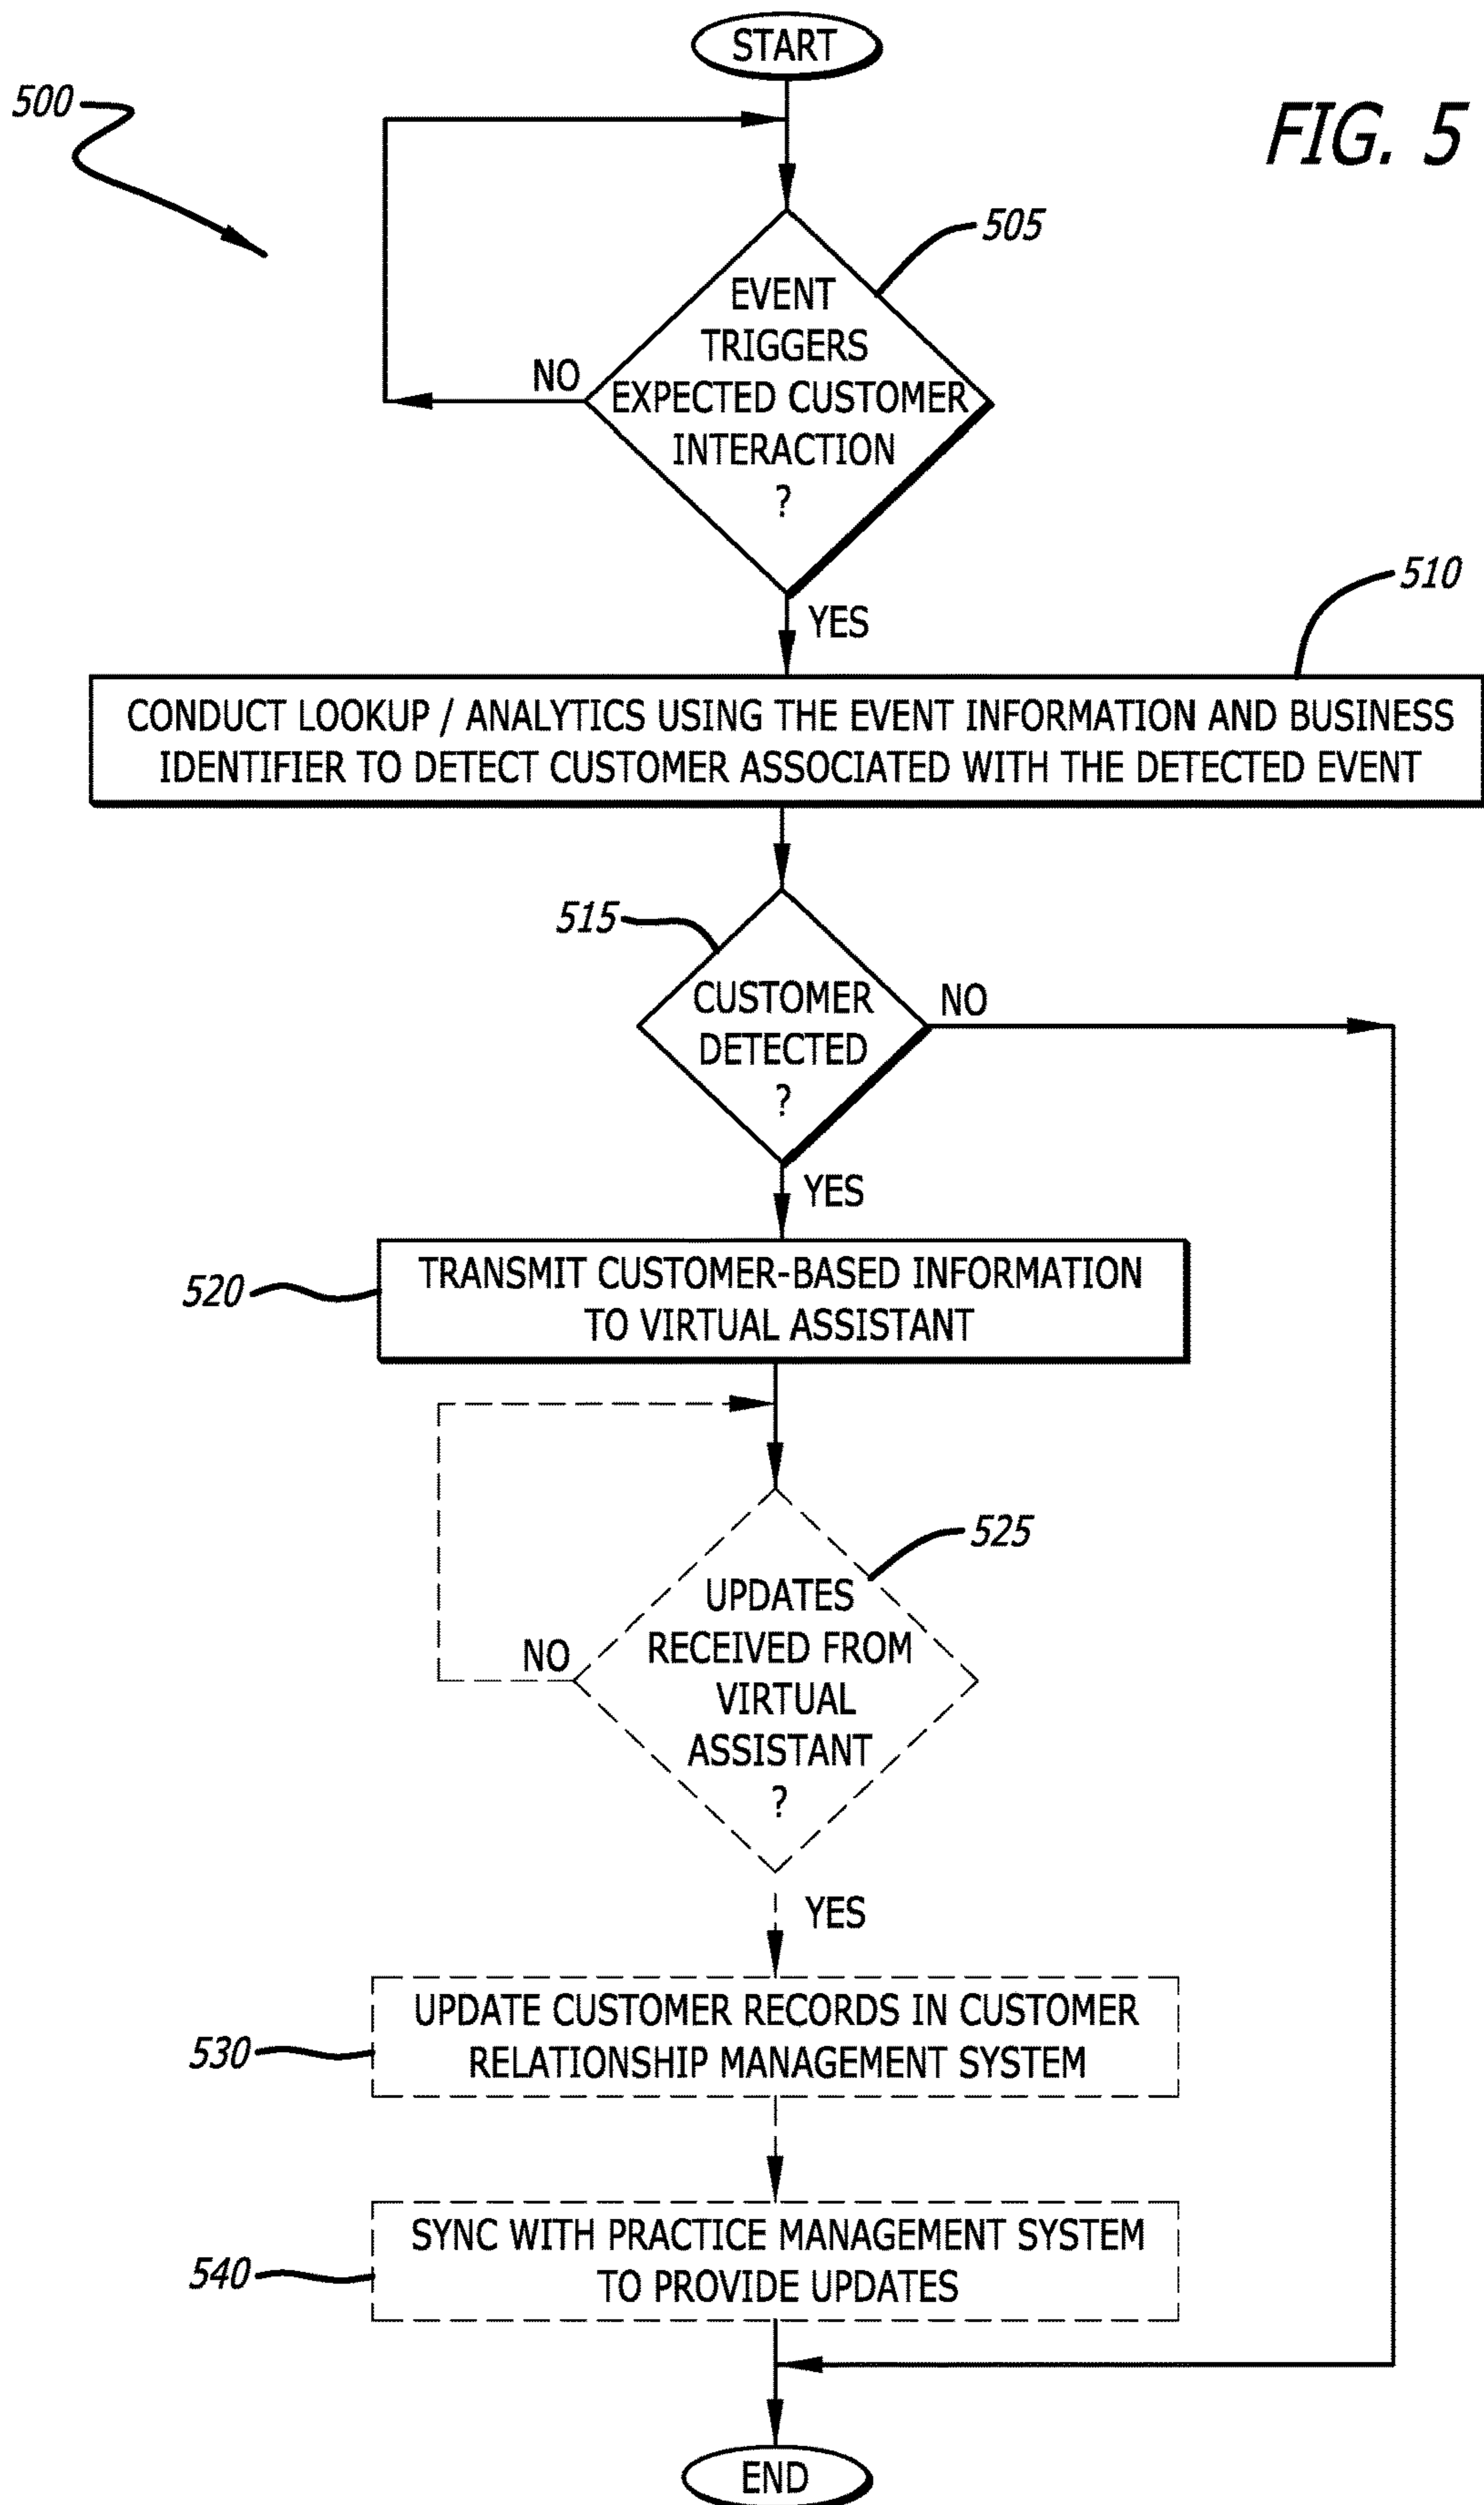 START
500
FIG. 5
505
EVENT
TRIGGERS
EXPECTED CUSTOMER
INTERACTION
?
NO
YES
510
CONDUCT LOOKUP / ANALYTICS USING THE EVENT INFORMATION AND BUSINESS
IDENTIFIER TO DETECT CUSTOMER ASSOCIATED WITH THE DETECTED EVENT
515
CUSTOMER
DETECTED
?
NO
YES
520
TRANSMIT CUSTOMER-BASED INFORMATION
TO VIRTUAL ASSISTANT
525
UPDATES
RECEIVED FROM
VIRTUAL
ASSISTANT
?
NO
YES
530
UPDATE CUSTOMER RECORDS IN CUSTOMER
RELATIONSHIP MANAGEMENT SYSTEM
540
SYNC WITH PRACTICE MANAGEMENT SYSTEM
TO PROVIDE UPDATES
END